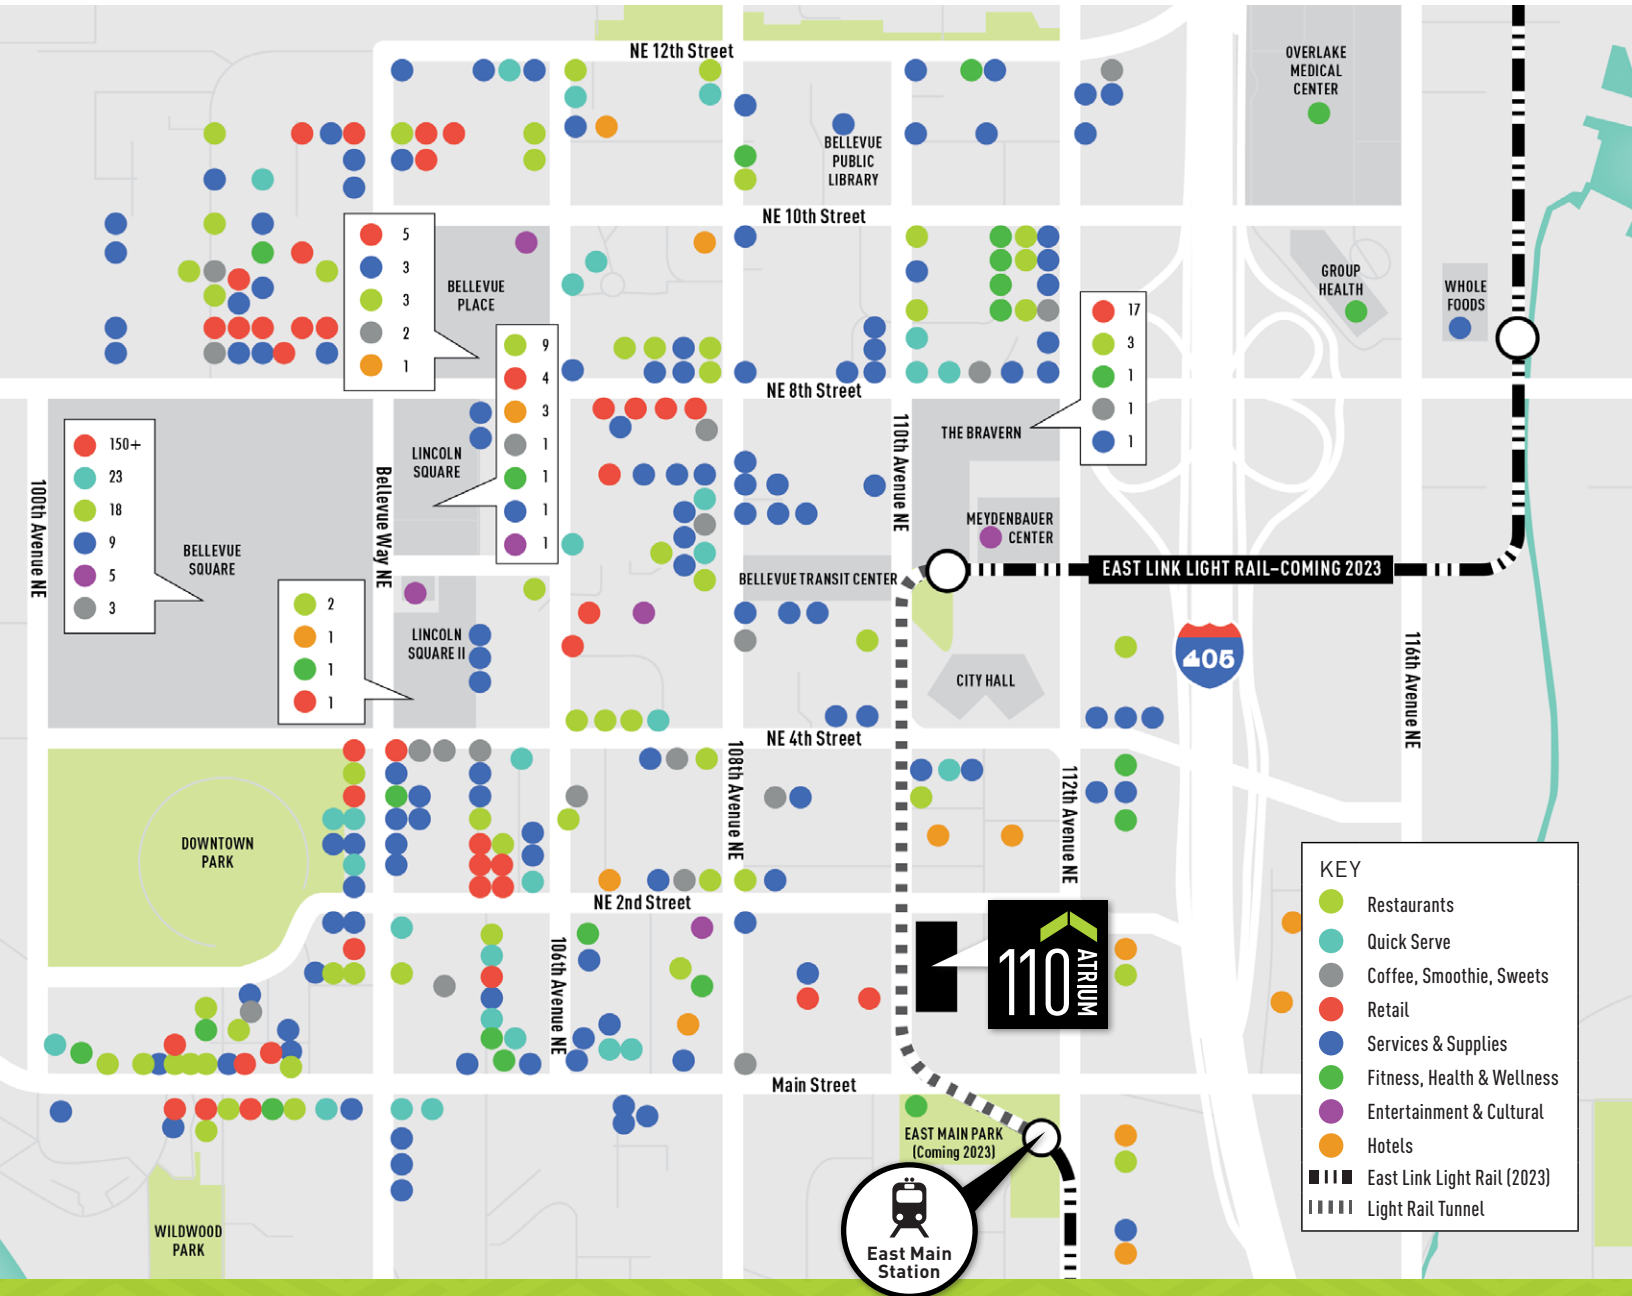 NE 12th Street
OVERLAKE
MEDICAL
CENTER
BELLEVUE
PUBLIC
LIBRARY
NE 10th Street
5
3
3
2
1
BELLEVUE
PLACE
GROUP
HEALTH
WHOLE
FOODS
17
3
1
1
1
9
4
3
1
1
1
1
NE 8th Street
THE BRAVERN
110th Avenue NE
LINCOLN
SQUARE
150+
23
18
9
5
3
100th Avenue NE
BELLEVUE
SQUARE
Bellevue Way NE
MEYDENBAUER
CENTER
BELLEVUE TRANSIT CENTER
EAST LINK LIGHT RAIL–COMING 2023
2
1
1
1
LINCOLN
SQUARE II
405
116th Avenue NE
CITY HALL
NE 4th Street
108th Avenue NE
112th Avenue NE
DOWNTOWN
PARK
NE 2nd Street
106th Avenue NE
110
ATRIUM
KEY
Restaurants
Quick Serve
Coffee, Smoothie, Sweets
Retail
Services & Supplies
Fitness, Health & Wellness
Entertainment & Cultural
Hotels
East Link Light Rail (2023)
Light Rail Tunnel
Main Street
EAST MAIN PARK
(Coming 2023)
East Main
Station
WILDWOOD
PARK